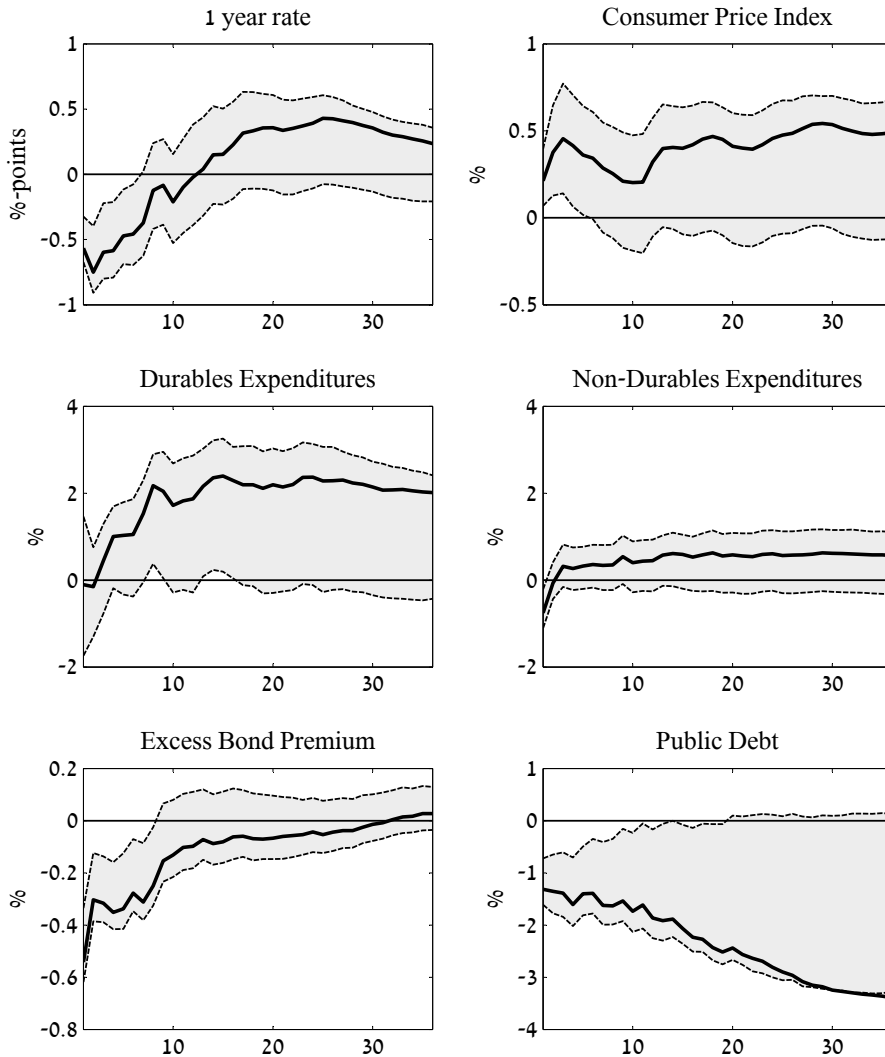 1 year rate
%-points
1
0.5
0
-0.5
-1
10 20 30
Consumer Price Index
%
1
0.5
0
-0.5
10 20 30
Durables Expenditures
%
4
2
0
-2
10 20 30
Non-Durables Expenditures
%
4
2
0
-2
10 20 30
Excess Bond Premium
%
0.2
0
-0.2
-0.4
-0.6
-0.8
10 20 30
Public Debt
%
1
0
-1
-2
-3
-4
10 20 30